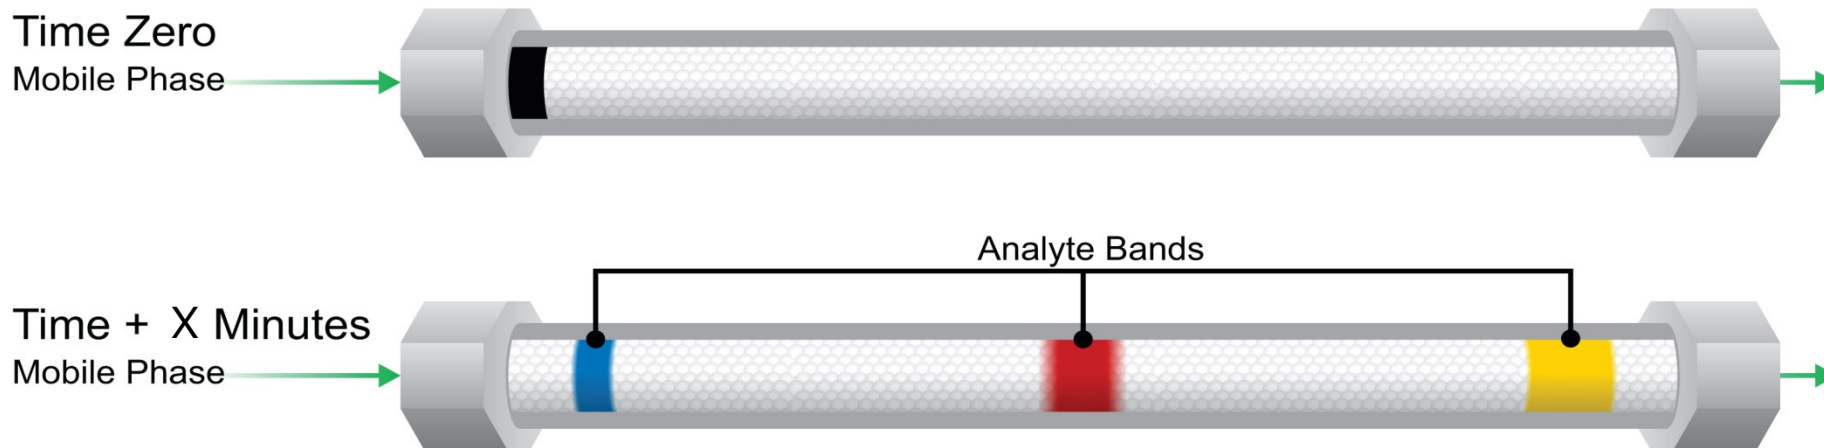 Time Zero
Mobile Phase
Analyte Bands
Time + X Minutes
Mobile Phase